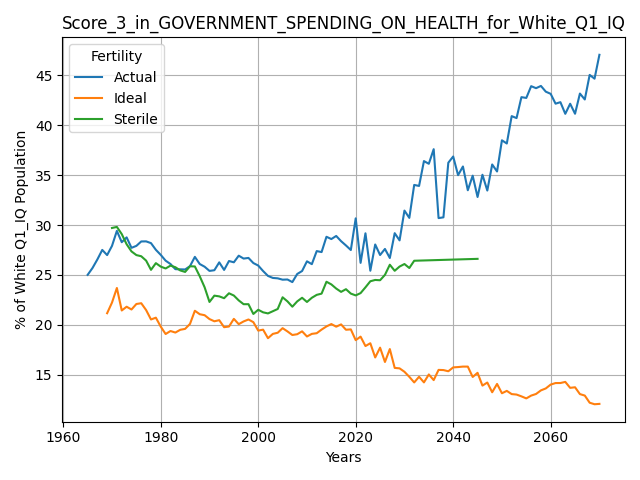 Score_3_in_GOVERNMENT_SPENDING_ON_HEALTH_for_White_Q1_IQ
Fertility
Actual
Ideal
Sterile
% of White Q1_IQ Population
45
40
35
30
25
20
15
1960 1980 2000 2020 2040 2060
Years